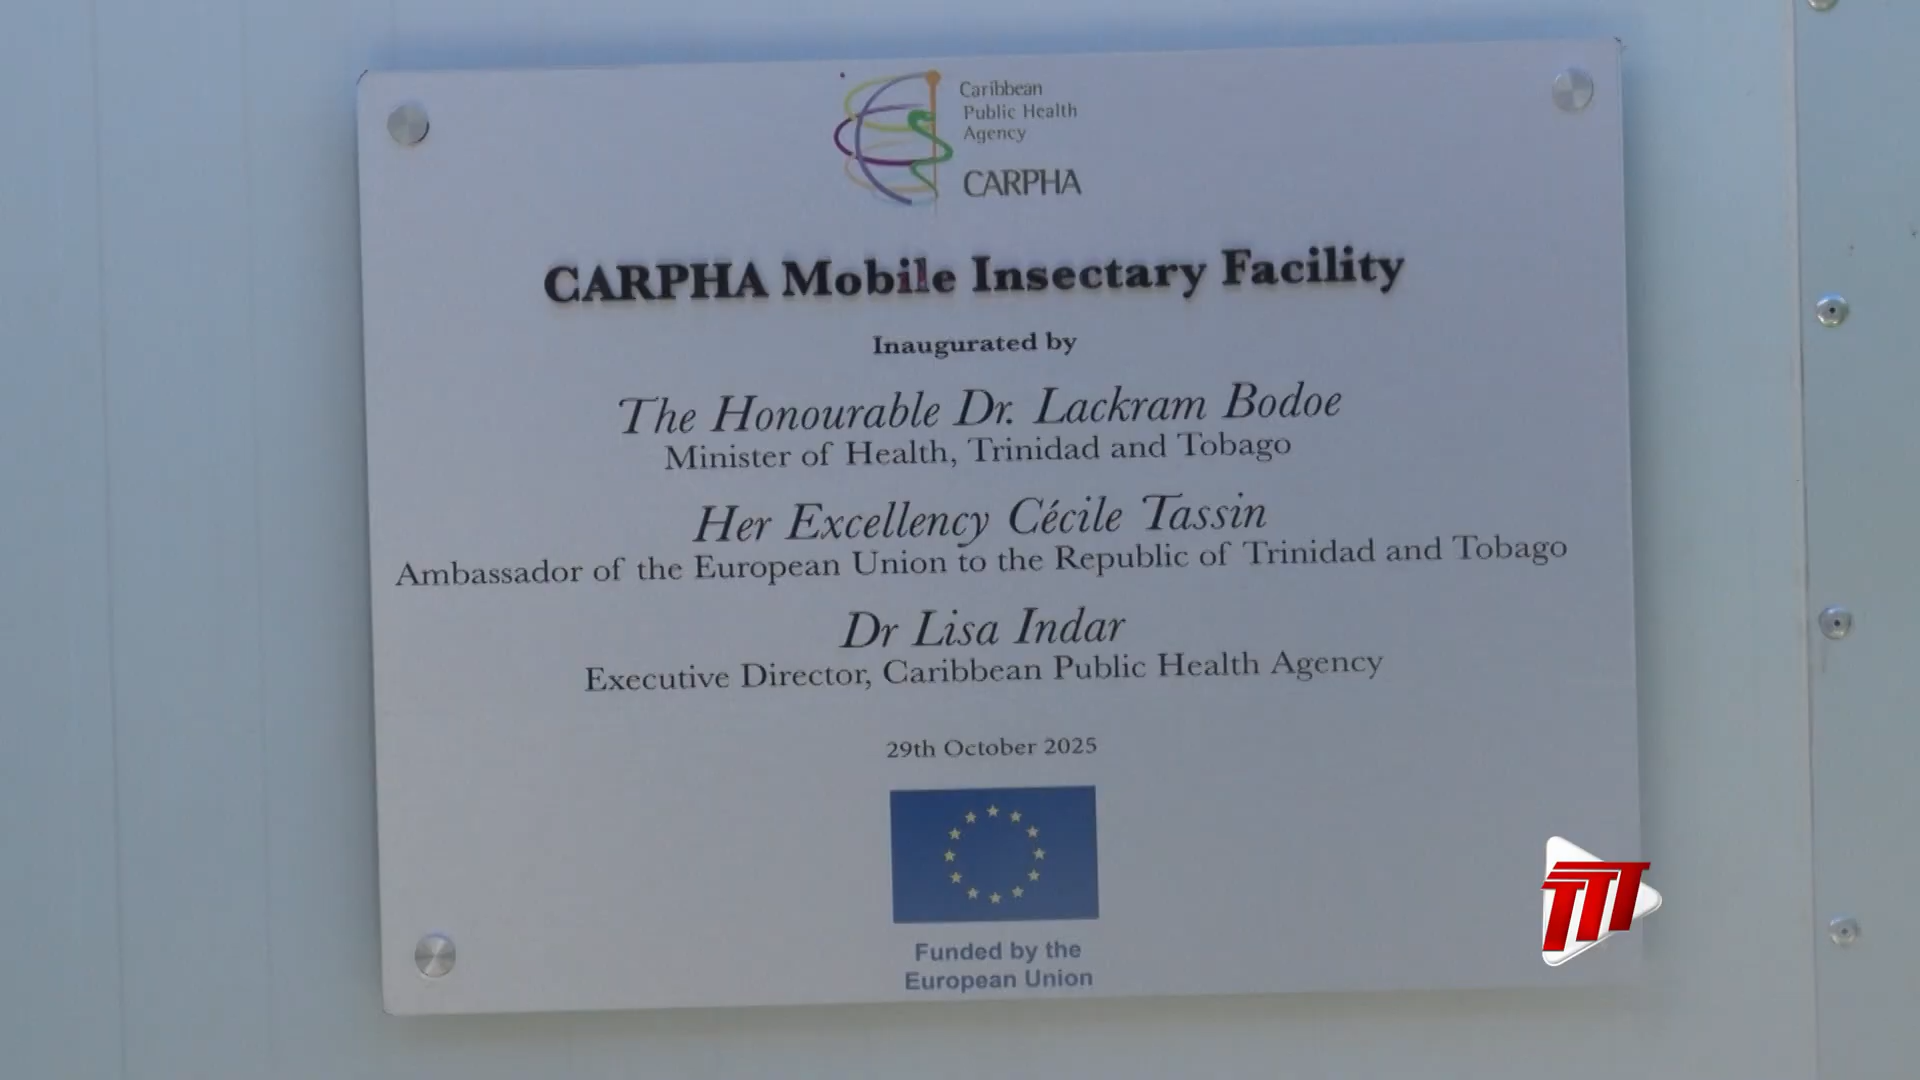 Caribbean
Public Health
Agency
CARPHA
CARPHA Mobile Insectary Facility
Inaugurated by
The Honourable Dr. Lackram Bodoe
Minister of Health, Trinidad and Tobago
Her Excellency Cécile Tassin
Ambassador of the European Union to the Republic of Trinidad and Tobago
Dr Lisa Indar
Executive Director, Caribbean Public Health Agency
29th October 2025
Funded by the
European Union
TTT